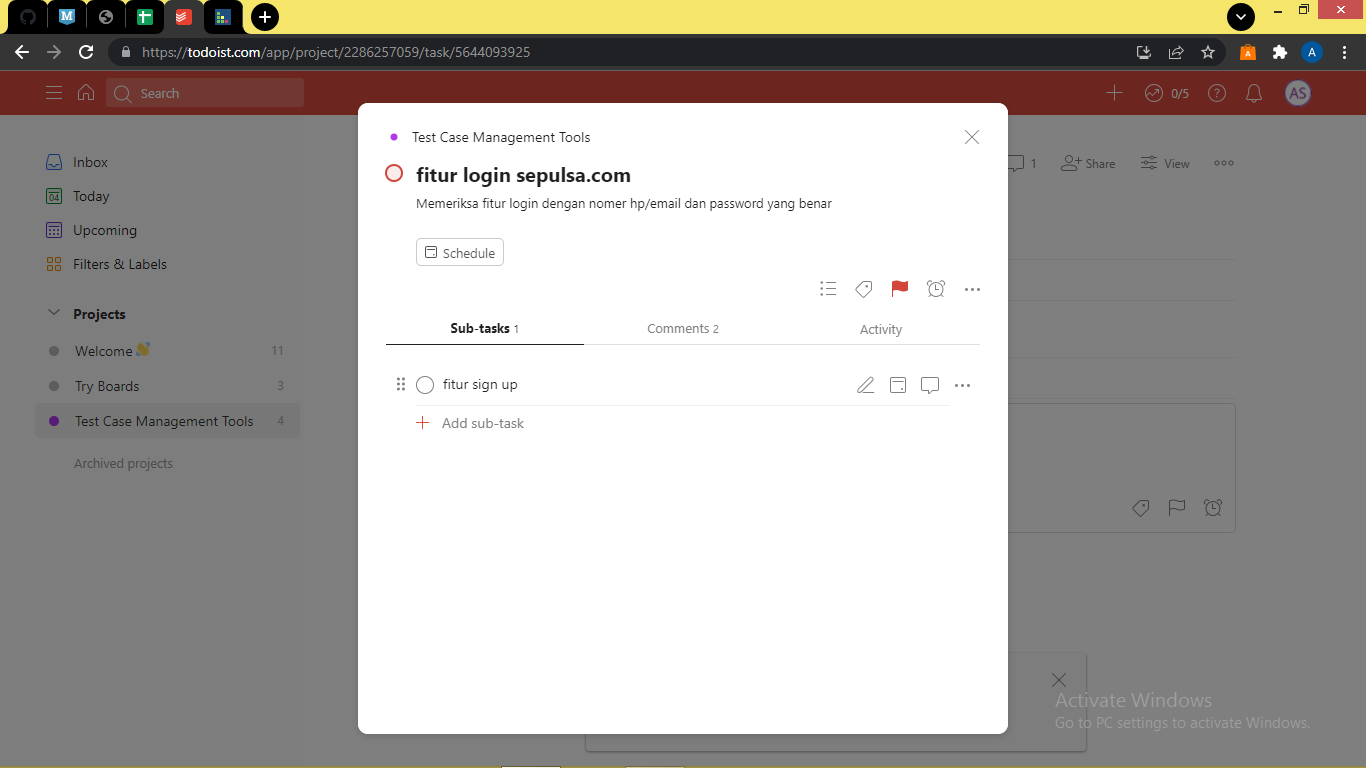 M
https://todoist.com/app/project/2286257059/task/5644093925
A
A
Search
0/5
?
AS
Inbox
04
Today
Upcoming
Filters & Labels
Projects
Welcome👋 11
Try Boards 3
Test Case Management Tools 4
Archived projects
1
Share
View
Test Case Management Tools
fitur login sepulsa.com
Memeriksa fitur login dengan nomer hp/email dan password yang benar
Schedule
Sub-tasks 1
Comments 2
Activity
fitur sign up
Add sub-task
Activate Windows
Go to PC settings to activate Windows.